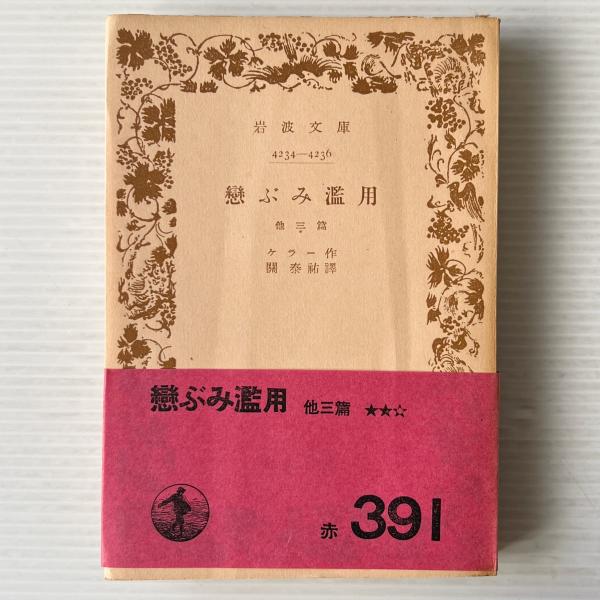 岩波文庫
4234—4236
戀ぶみ濫用
他三篇
ケラー作
關泰祐譯
戀ぶみ濫用 他三篇 ★★☆
赤 391